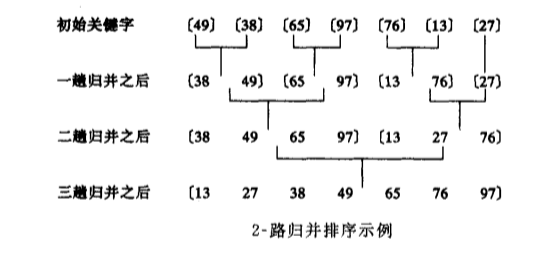 初始关键字 〔49〕 〔38〕 〔65〕 〔97〕 〔76〕 〔13〕 〔27〕
一趟归并之后 〔38 49〕 〔65 97〕 〔13 76〕 〔27〕
二趟归并之后 〔38 49 65 97〕 〔13 27 76〕
三趟归并之后 〔13 27 38 49 65 76 97〕
2-路归并排序示例